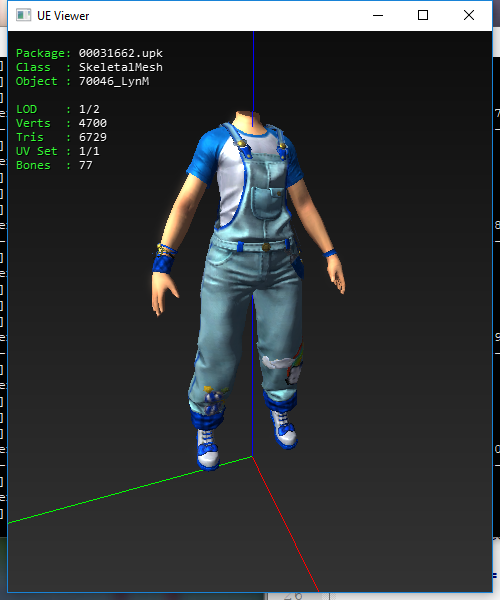 UE Viewer
Package: 00031662.upk
Class : SkeletalMesh
Object : 70046_LynM
LOD : 1/2
Verts : 4700
Tris : 6729
UV Set : 1/1
Bones : 77